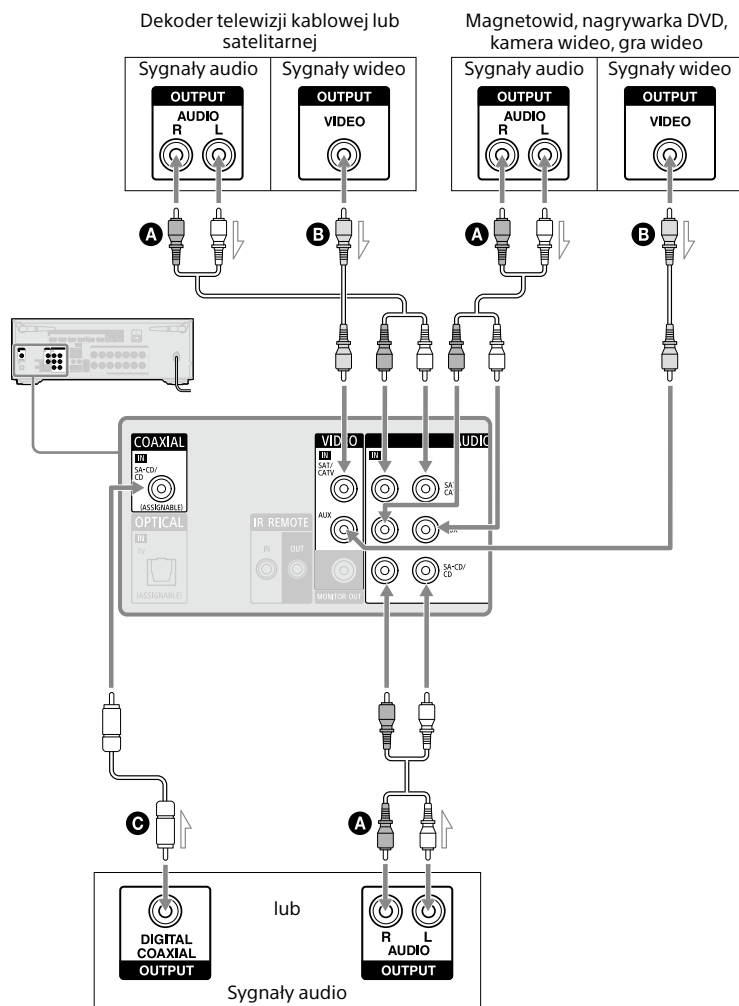 Dekoder telewizji kablowej lub
satelitarnej
Sygnały audio
Sygnały wideo
OUTPUT
AUDIO
R L
OUTPUT
VIDEO
Magnetowid, nagrywarka DVD,
kamera wideo, gra wideo
Sygnały audio
Sygnały wideo
OUTPUT
AUDIO
R L
OUTPUT
VIDEO
A
B
A
B
COAXIAL
IN
SA-CD/
CD
(ASSIGNABLE)
OPTICAL
IN
TV
(ASSIGNABLE)
IR REMOTE
IN OUT
VIDEO
IN
SAT/
CATV
AUX
MONITOR OUT
AUDIO
IN
SA-CD/
CD
C
A
DIGITAL
COAXIAL
OUTPUT
lub
R L
AUDIO
OUTPUT
Sygnały audio